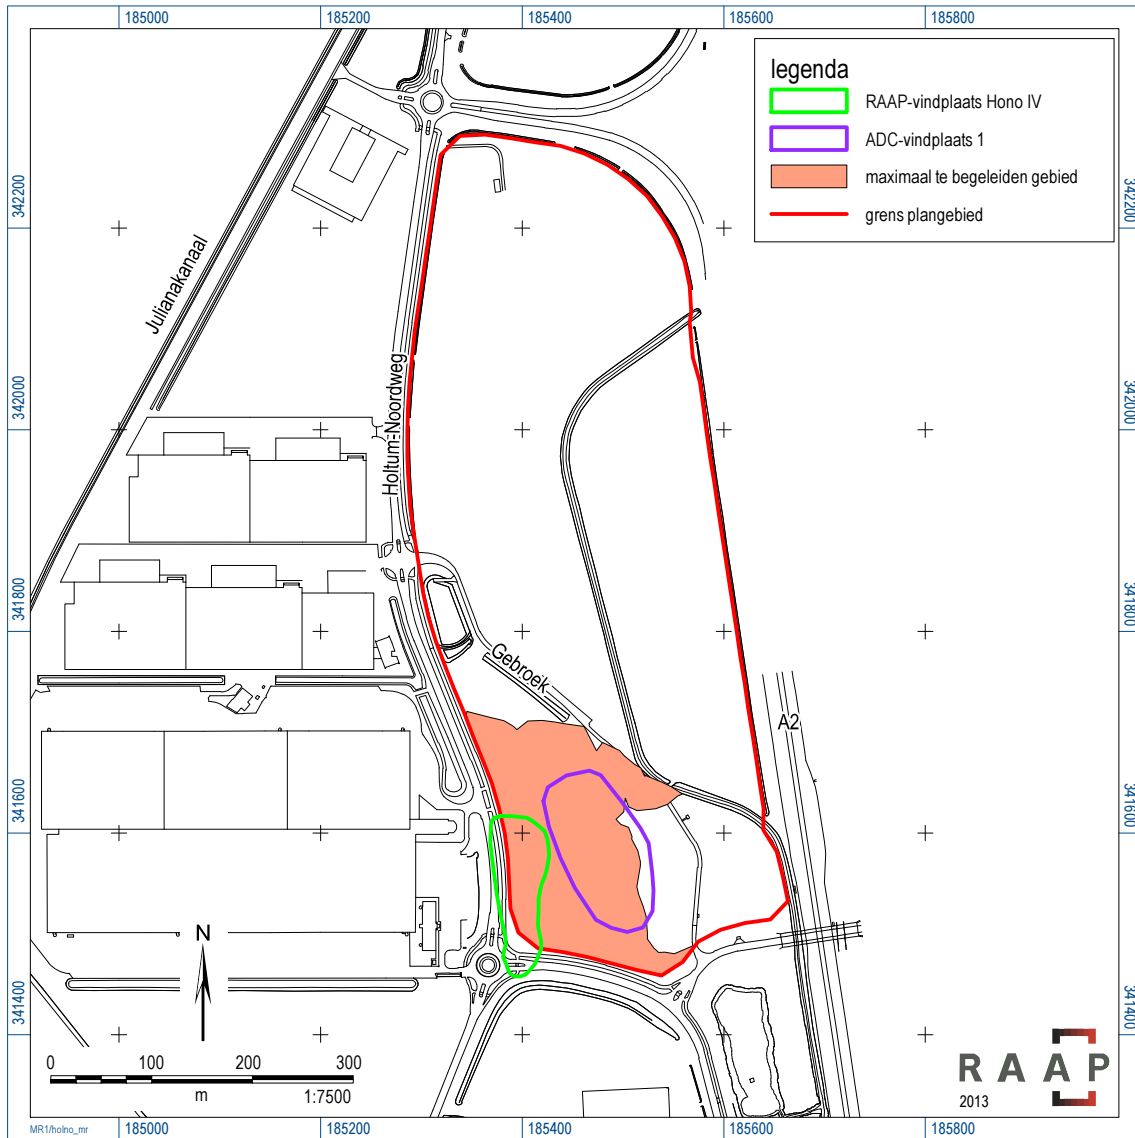 185000 185200 185400 185600 185800
legenda
RAAP-vindplaats Hono IV
ADC-vindplaats 1
maximaal te begeleiden gebied
grens plangebied
342200 342200
Julianakanaal
Holtum-Noordweg
342000 342000
341800 341800
Gebroek
A2
341600 341600
N
341400 341400
0 100 200 300
m 1:7500
RAAP
2013
MR1/holno_mr
185000 185200 185400 185600 185800